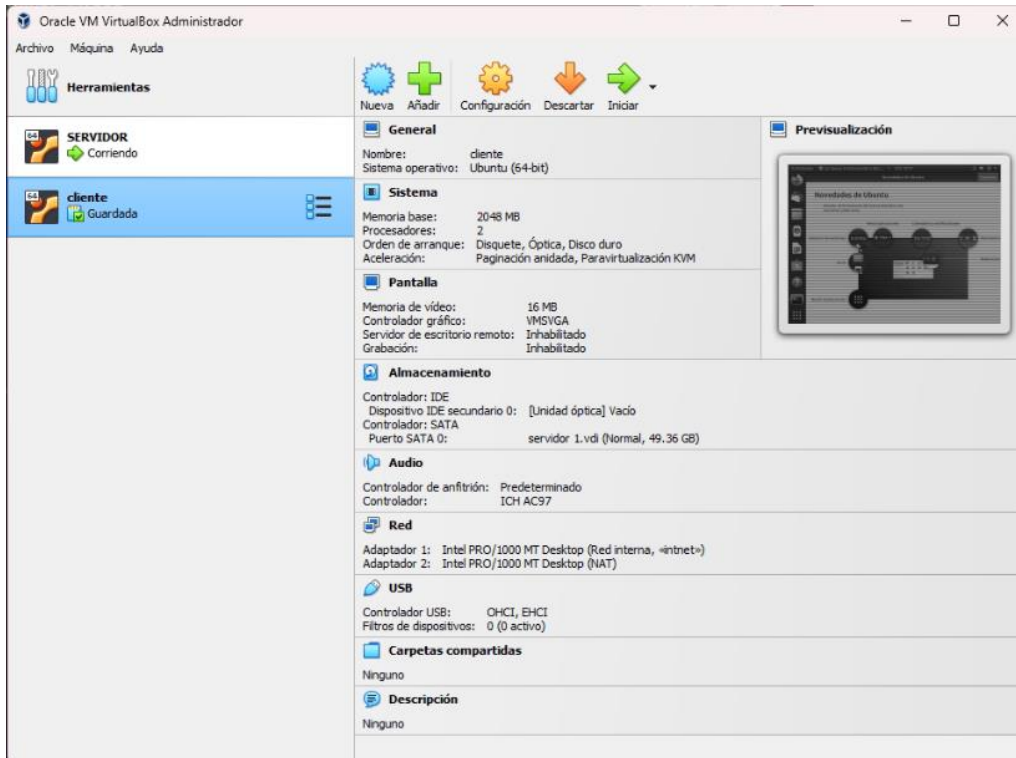 Oracle VM VirtualBox Administrador
Archivo Máquina Ayuda
Herramientas
Nueva Añadir Configuración Descartar Iniciar
64
SERVIDOR
Corriendo
64
cliente
Guardada
General
Nombre: cliente
Sistema operativo: Ubuntu (64-bit)
Previsualización
Novedades de Ubuntu
Sistema
Memoria base: 2048 MB
Procesadores: 2
Orden de arranque: Disquete, Óptica, Disco duro
Aceleración: Paginación anidada, Paravirtualización KVM
Pantalla
Memoria de vídeo: 16 MB
Controlador gráfico: VMSVGA
Servidor de escritorio remoto: Inhabilitado
Grabación: Inhabilitado
Almacenamiento
Controlador: IDE
Dispositivo IDE secundario 0: [Unidad óptica] Vacío
Controlador: SATA
Puerto SATA 0: servidor 1.vdi (Normal, 49.36 GB)
Audio
Controlador de anfitrión: Predeterminado
Controlador: ICH AC97
Red
Adaptador 1: Intel PRO/1000 MT Desktop (Red interna, «intnet»)
Adaptador 2: Intel PRO/1000 MT Desktop (NAT)
USB
Controlador USB: OHCI, EHCI
Filtros de dispositivos: 0 (0 activo)
Carpetas compartidas
Ninguno
Descripción
Ninguno